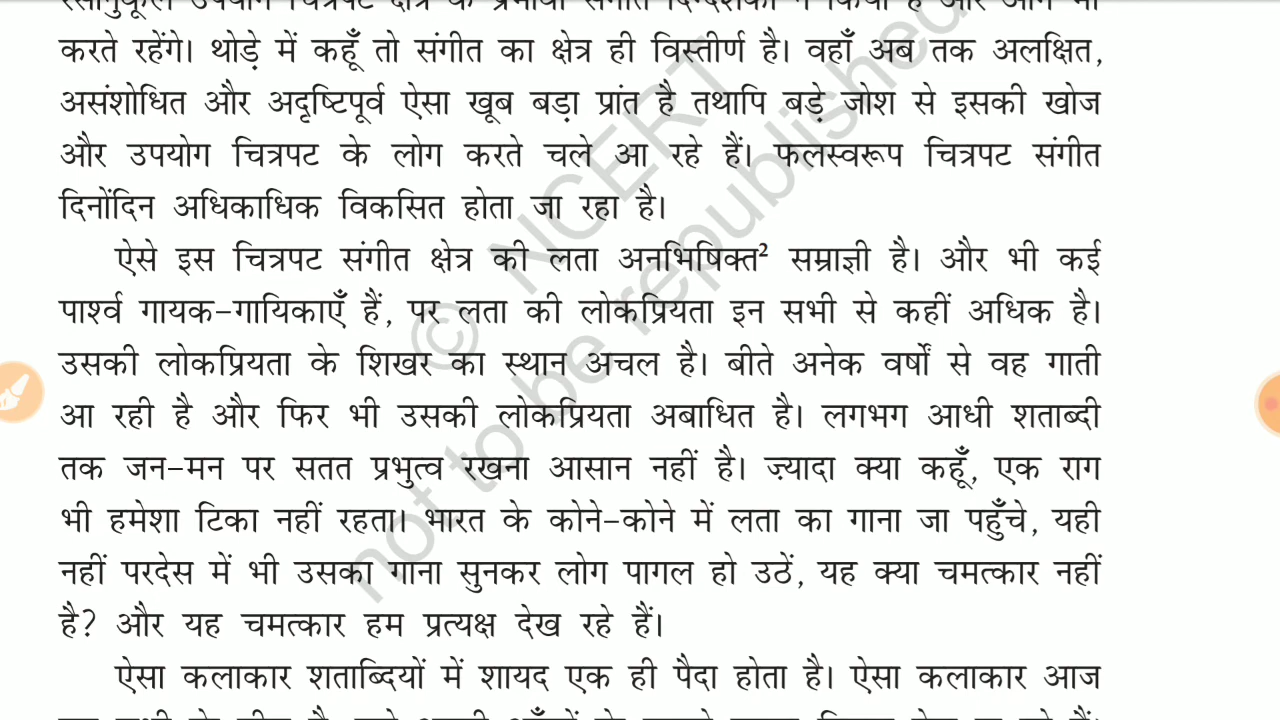 करते रहेंगे। थोड़े में कहूँ तो संगीत का क्षेत्र ही विस्तीर्ण है। वहाँ अब तक अलक्षित,
असंशोधित और अदृष्टिपूर्व ऐसा खूब बड़ा प्रांत है तथापि बड़े जोश से इसकी खोज
और उपयोग चित्रपट के लोग करते चले आ रहे हैं। फलस्वरूप चित्रपट संगीत
दिनोंदिन अधिकाधिक विकसित होता जा रहा है।
ऐसे इस चित्रपट संगीत क्षेत्र की लता अनभिषिक्त² सम्राज्ञी है। और भी कई
पार्श्व गायक-गायिकाएँ हैं, पर लता की लोकप्रियता इन सभी से कहीं अधिक है।
उसकी लोकप्रियता के शिखर का स्थान अचल है। बीते अनेक वर्षों से वह गाती
आ रही है और फिर भी उसकी लोकप्रियता अबाधित है। लगभग आधी शताब्दी
तक जन-मन पर सतत प्रभुत्व रखना आसान नहीं है। ज़्यादा क्या कहूँ, एक राग
भी हमेशा टिका नहीं रहता। भारत के कोने-कोने में लता का गाना जा पहुँचे, यही
नहीं परदेस में भी उसका गाना सुनकर लोग पागल हो उठें, यह क्या चमत्कार नहीं
है? और यह चमत्कार हम प्रत्यक्ष देख रहे हैं।
ऐसा कलाकार शताब्दियों में शायद एक ही पैदा होता है। ऐसा कलाकार आज
© NCERT
not to be republished